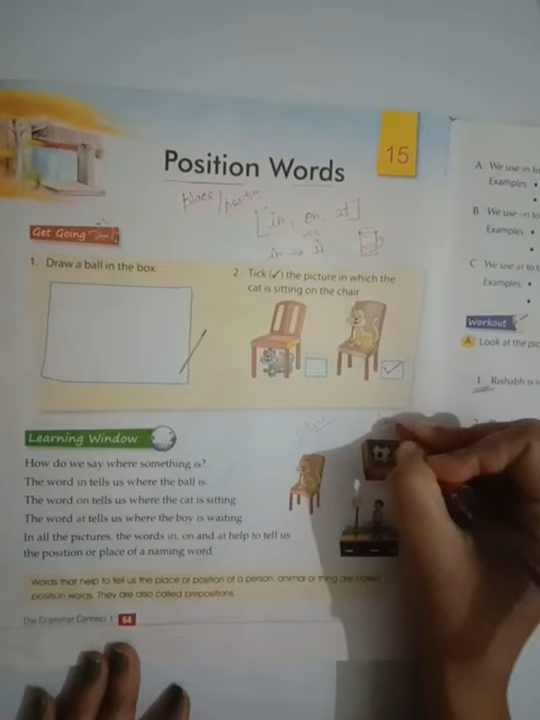 Position Words
15
place/position
[in, on, at]
in →
Get Going
1. Draw a ball in the box.
2. Tick (✓) the picture in which the
cat is sitting on the chair
Learning Window
How do we say where something is?
The word in tells us where the ball is.
The word on tells us where the cat is sitting
The word at tells us where the boy is waiting
In all the pictures, the words in, on and at help to tell us
the position or place of a naming word
Words that help to tell us the place or position of a person, animal or thing are called
position words. They are also called prepositions
The Grammar Connect 1 64
A. We use in
Examples •
B. We use on
Examples •
C. We use at to
Examples •
Workout
A Look at the
1. Rishabh is